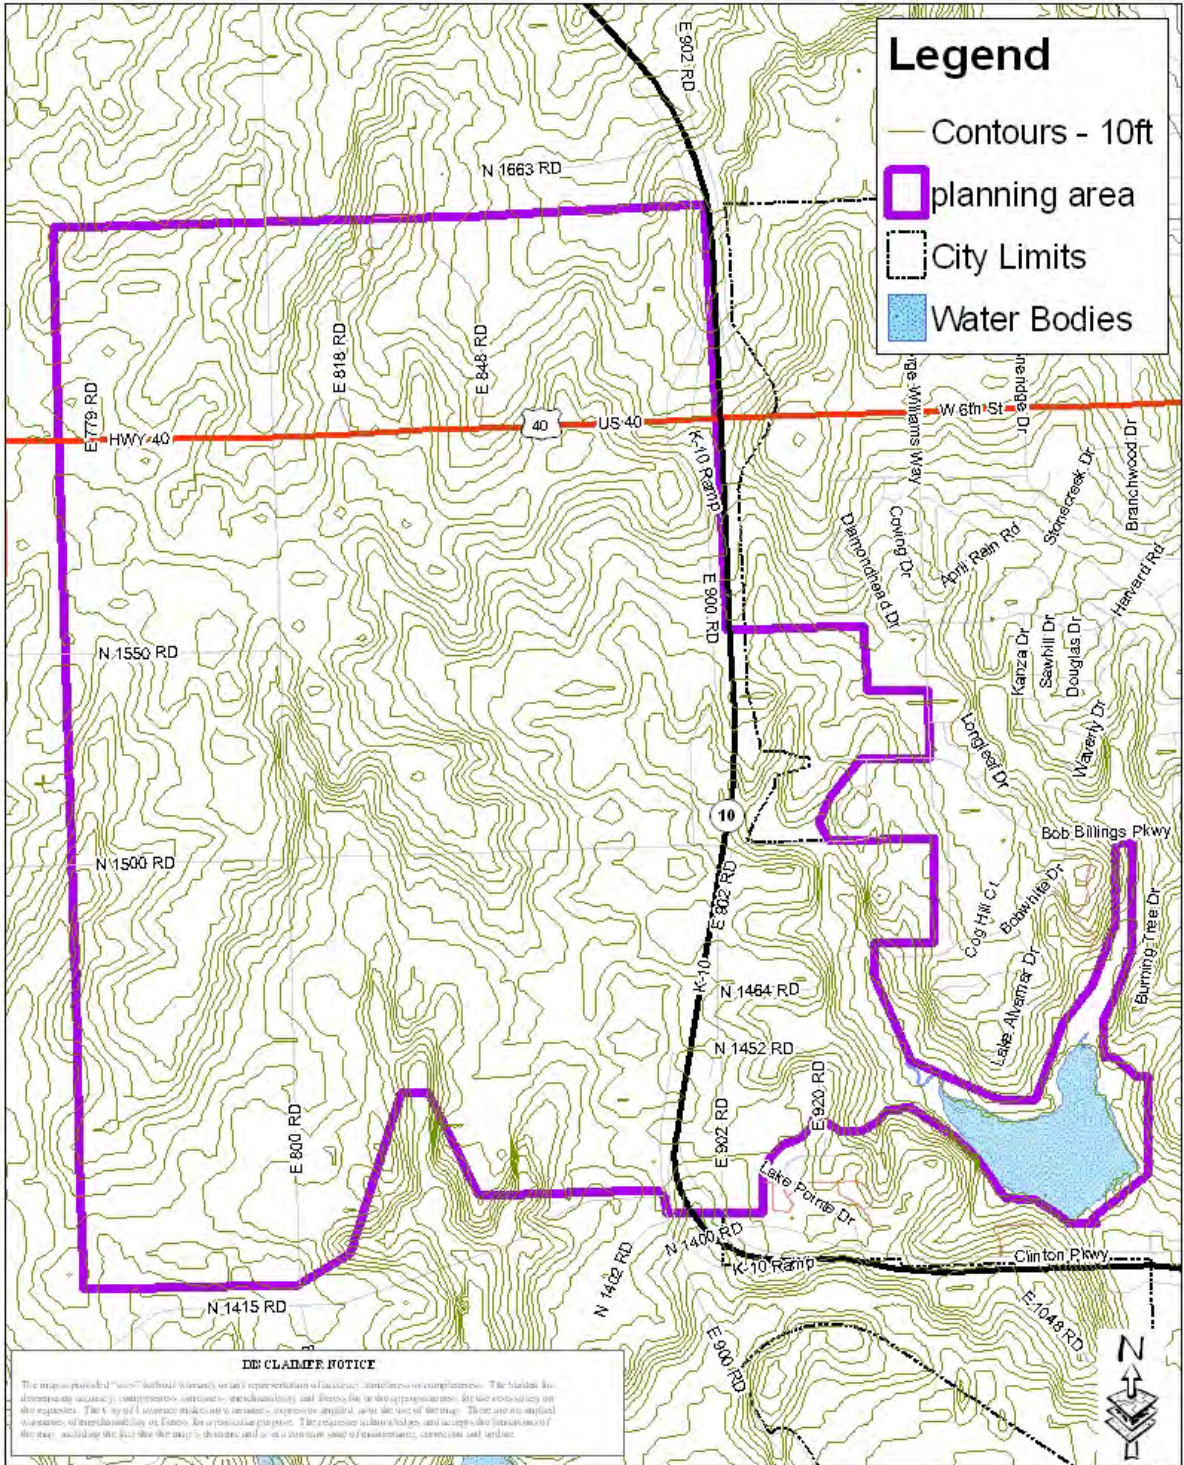 Legend
Contours - 10ft
planning area
City Limits
Water Bodies
E 902 RD
N 1663 RD
E 818 RD
E 848 RD
E 779 RD
HWY 40
40
US 40
W 6th St
K-10 Ramp
Branchwood Dr
Stonecreek Dr
Coving Dr
Diamondhead Dr
April Rain Rd
Harvard Rd
E 900 RD
N 1550 RD
Kanza Dr
Sawhill Dr
Douglas Dr
Longleaf Dr
Waverly Dr
10
Bob Billings Pkwy
N 1500 RD
E 902 RD
Cog Hill Ct
Bobwhite Dr
Burning Tree Dr
K-10
N 1464 RD
Lake Alvamar Dr
N 1452 RD
E 920 RD
E 800 RD
E 902 RD
Lake Pointe Dr
N 1400 RD
K-10 Ramp
Clinton Pkwy
N 1402 RD
N 1415 RD
E 1048 RD
E 900 RD
N
DISCLAIMER NOTICE